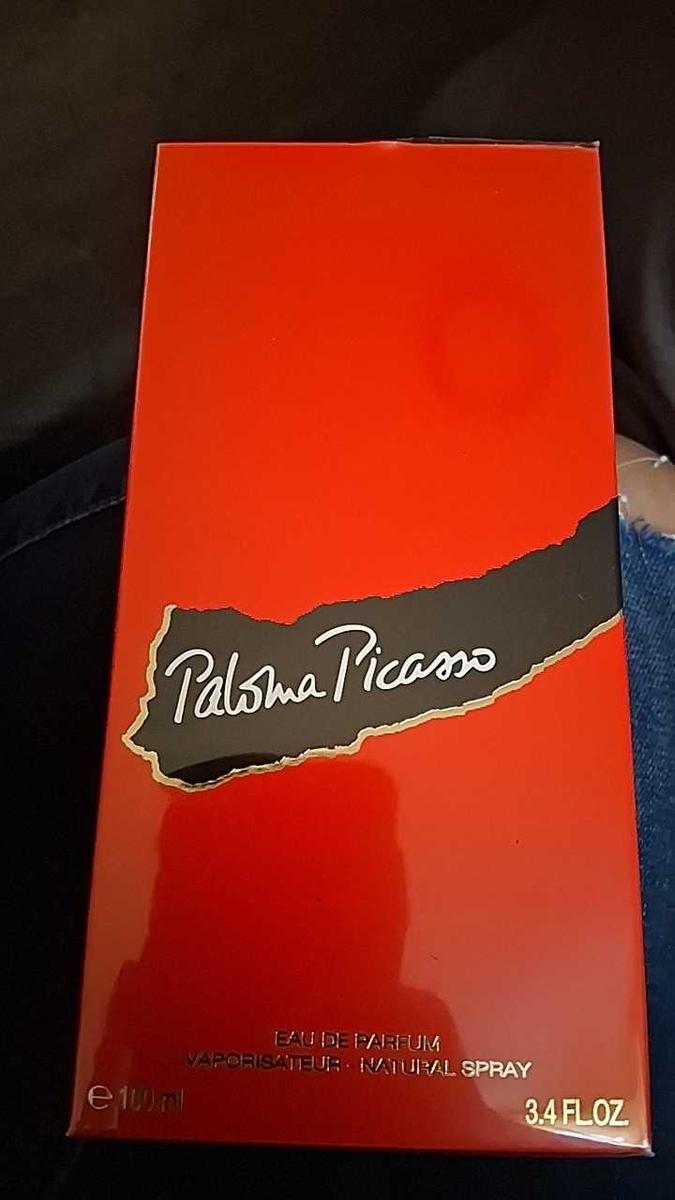 Paloma Picasso
EAU DE PARFUM
VAPORISATEUR · NATURAL SPRAY
℮ 100 ml
3.4 FL.OZ.